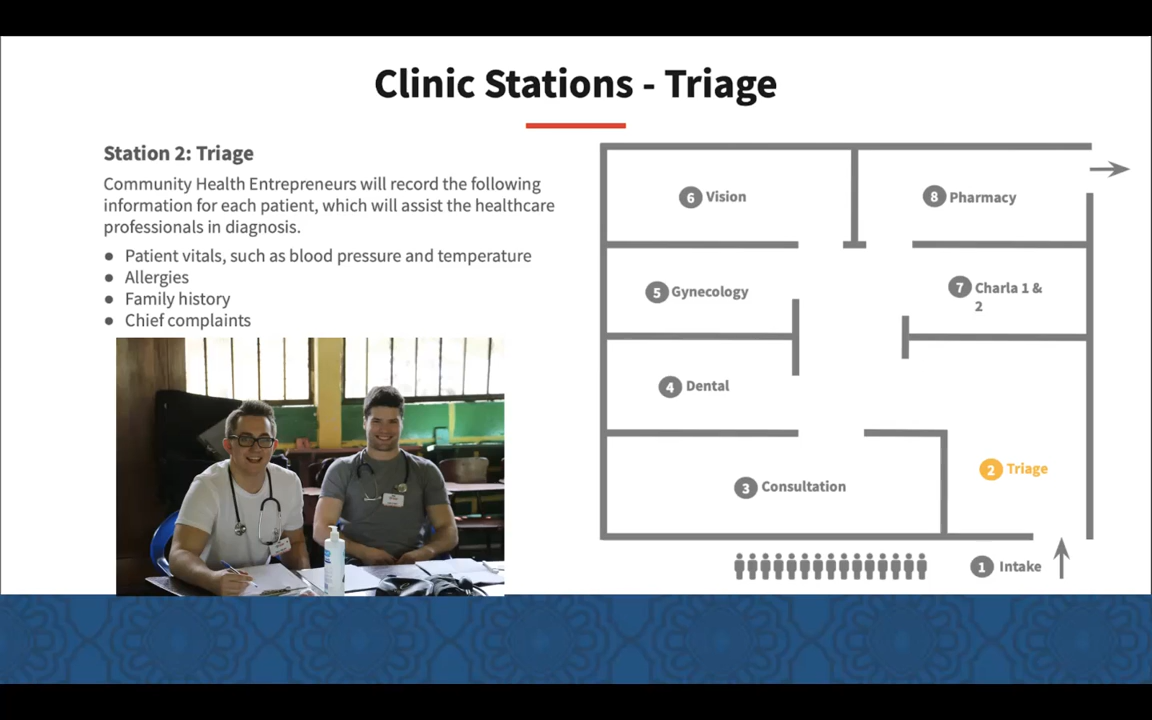 Clinic Stations - Triage
Station 2: Triage
Community Health Entrepreneurs will record the following
information for each patient, which will assist the healthcare
professionals in diagnosis.
● Patient vitals, such as blood pressure and temperature
● Allergies
● Family history
● Chief complaints
6 Vision
8 Pharmacy
5 Gynecology
7 Charla 1 &
2
4 Dental
2 Triage
3 Consultation
1 Intake